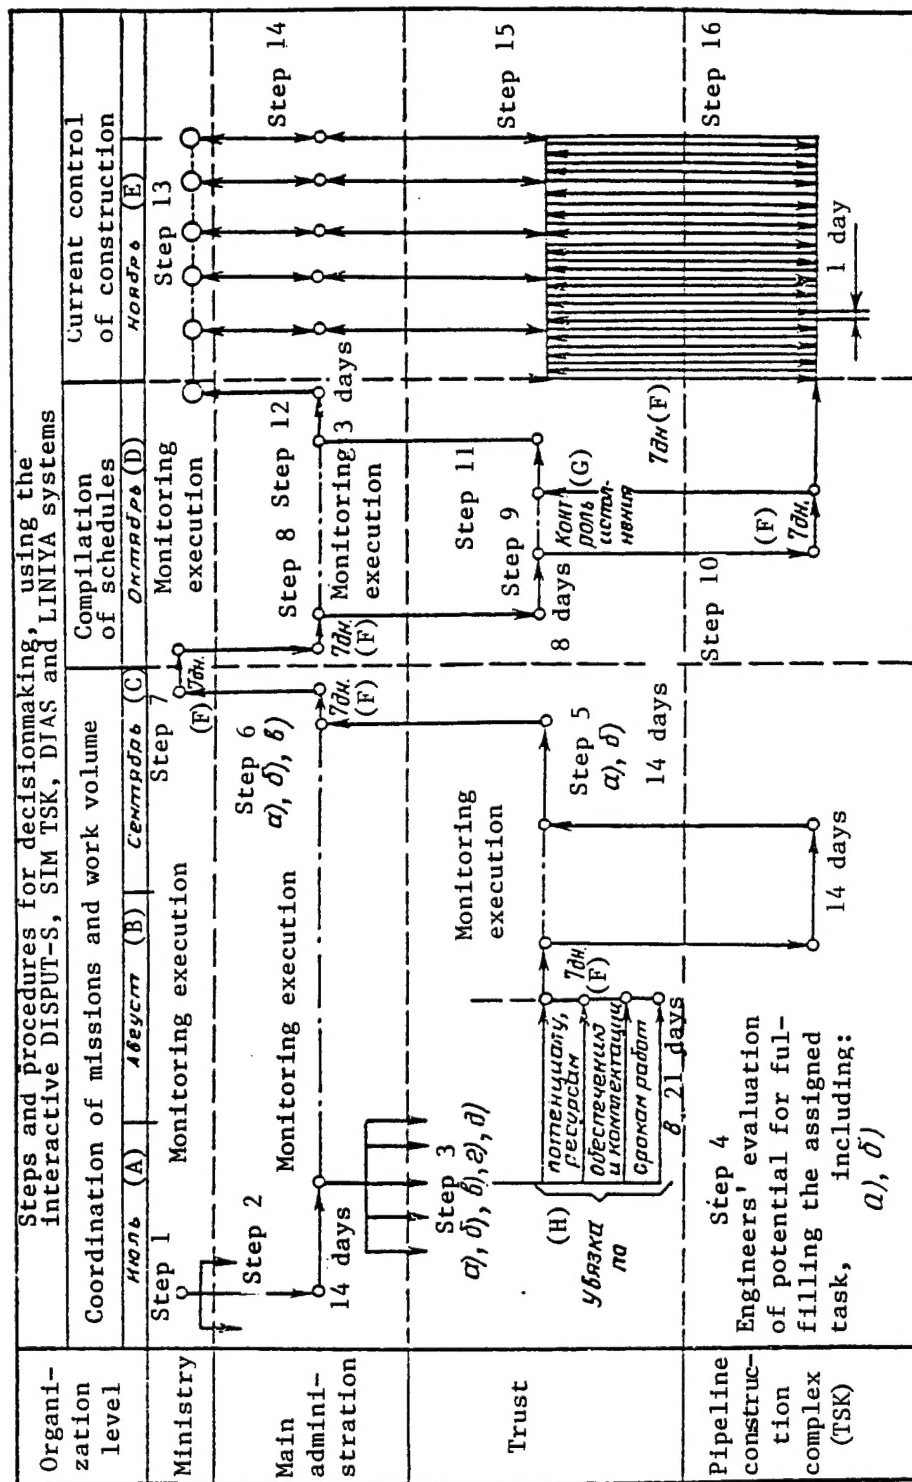 Steps and procedures for decisionmaking, using the
interactive DISPUT-S, SIM TSK, DIAS and LINIYA systems
Organi-
zation
level
Coordination of missions and work volume
Compilation
of schedules
Current control
of construction
Июль (A)
Август (B)
Сентябрь (C)
Октябрь (D)
Ноябрь (E)
Ministry
Step 1
Monitoring execution
Step 7
(F)
7дн.
Monitoring
execution
Step 13
Main
admini-
stration
Step 2
14 days
Monitoring execution
Step 6
а), б), в)
7дн.
(F)
7дн.
(F)
Step 8
Step 12
Monitoring
execution
3 days
Step 14
Trust
Step 3
а), б), в), г), д)
(H)
Увязка
по
потенциалу,
ресурсам
обеспечению
и комплектации
срокам работ
8 21 days
7дн.
(F)
Monitoring
execution
Step 5
а), б)
14 days
8 days
Step 9
Step 11
Конт-
роль
испол-
нения
(G)
Step 15
Pipeline
construc-
tion
complex
(TSK)
Step 4
Engineers' evaluation
of potential for ful-
filling the assigned
task, including:
а), б)
14 days
Step 10
(F)
7дн.
7дн (F)
1 day
Step 16